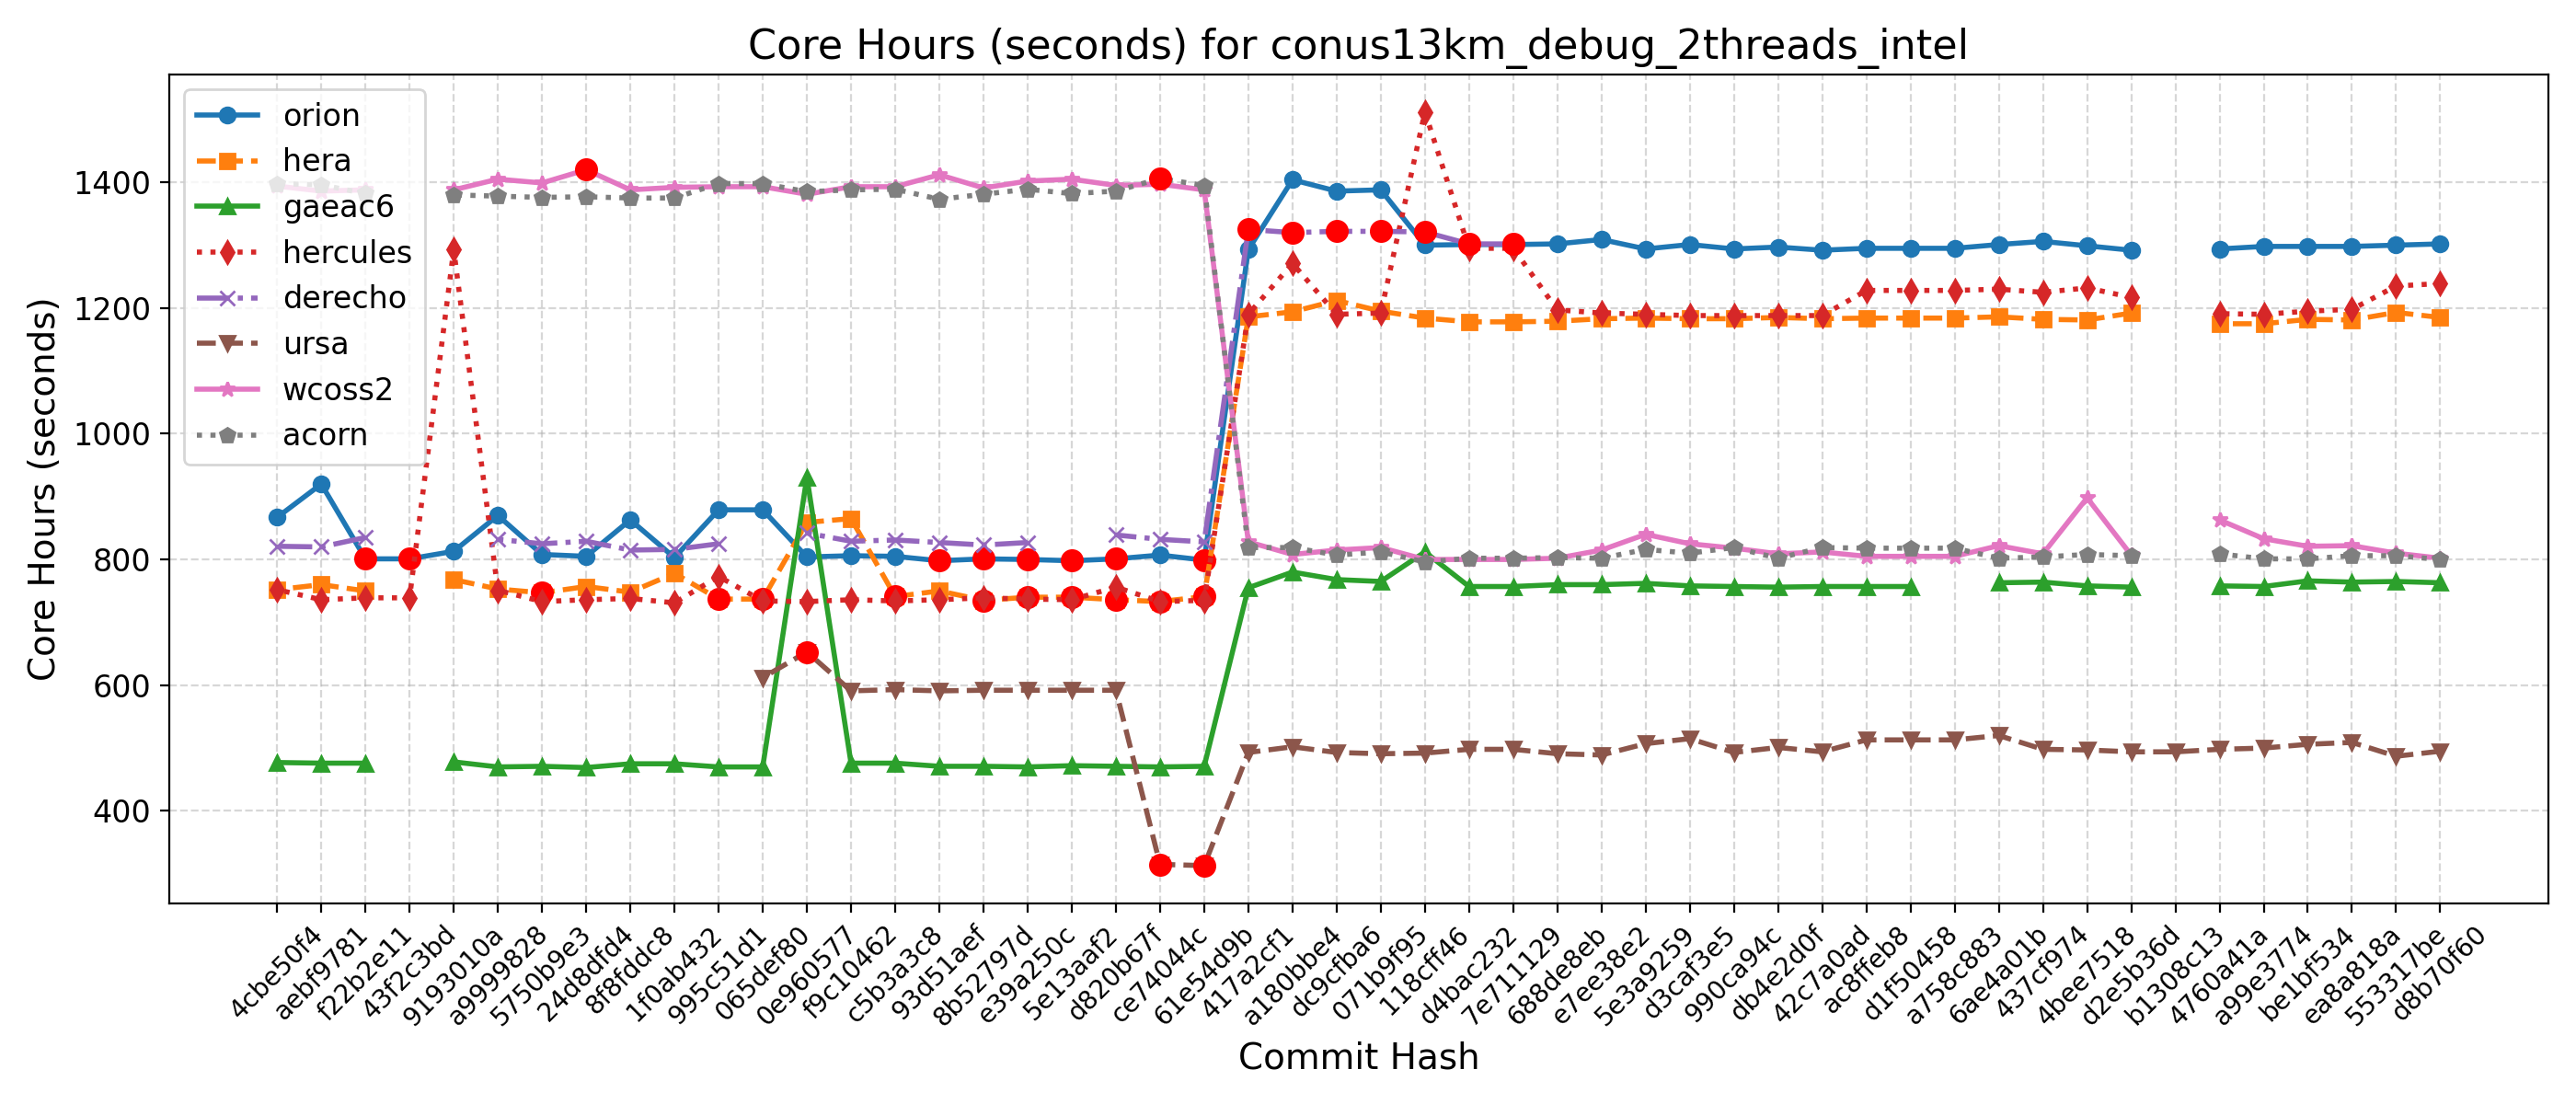 Core Hours (seconds) for conus13km_debug_2threads_intel
Core Hours (seconds)
1400
1200
1000
800
600
400
orion
hera
gaeac6
hercules
derecho
ursa
wcoss2
acorn
4cbe50f4
aebf9781
f22b2e11
43f2c3bd
9193010a
a9999828
5750b9e3
24d8dfd4
8f8fddc8
1f0ab432
995c51d1
065def80
0e960577
f9c10462
c5b3a3c8
93d51aef
8b52797d
e39a250c
5e13aaf2
d820b67f
ce74044c
61e54d9b
417a2cf1
a180bbe4
dc9cfba6
071b9f95
118cff46
d4bac232
7e711129
688de8eb
e7ee38e2
5e3a9259
d3caf3e5
990ca94c
db4e2d0f
42c7a0ad
ac8ffeb8
d1f50458
a758c883
6ae4a01b
437cf974
4bee7518
d2e5b36d
b1308c13
4760a41a
a99e3774
be1bf534
ea8a818a
553317be
d8b70f60
Commit Hash